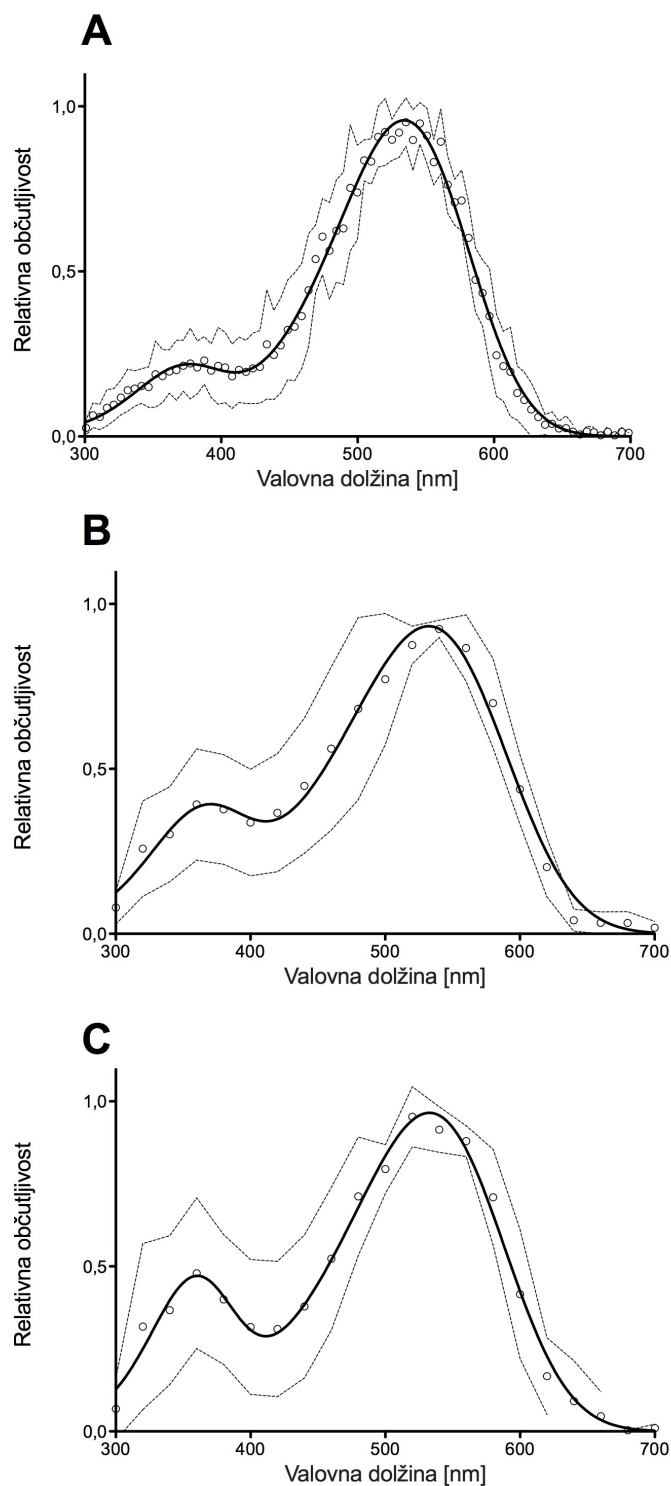 A
Relativna občutljivost
1,0
0,5
0,0
300 400 500 600 700
Valovna dolžina [nm]
B
Relativna občutljivost
1,0
0,5
0,0
300 400 500 600 700
Valovna dolžina [nm]
C
Relativna občutljivost
1,0
0,5
0,0
300 400 500 600 700
Valovna dolžina [nm]